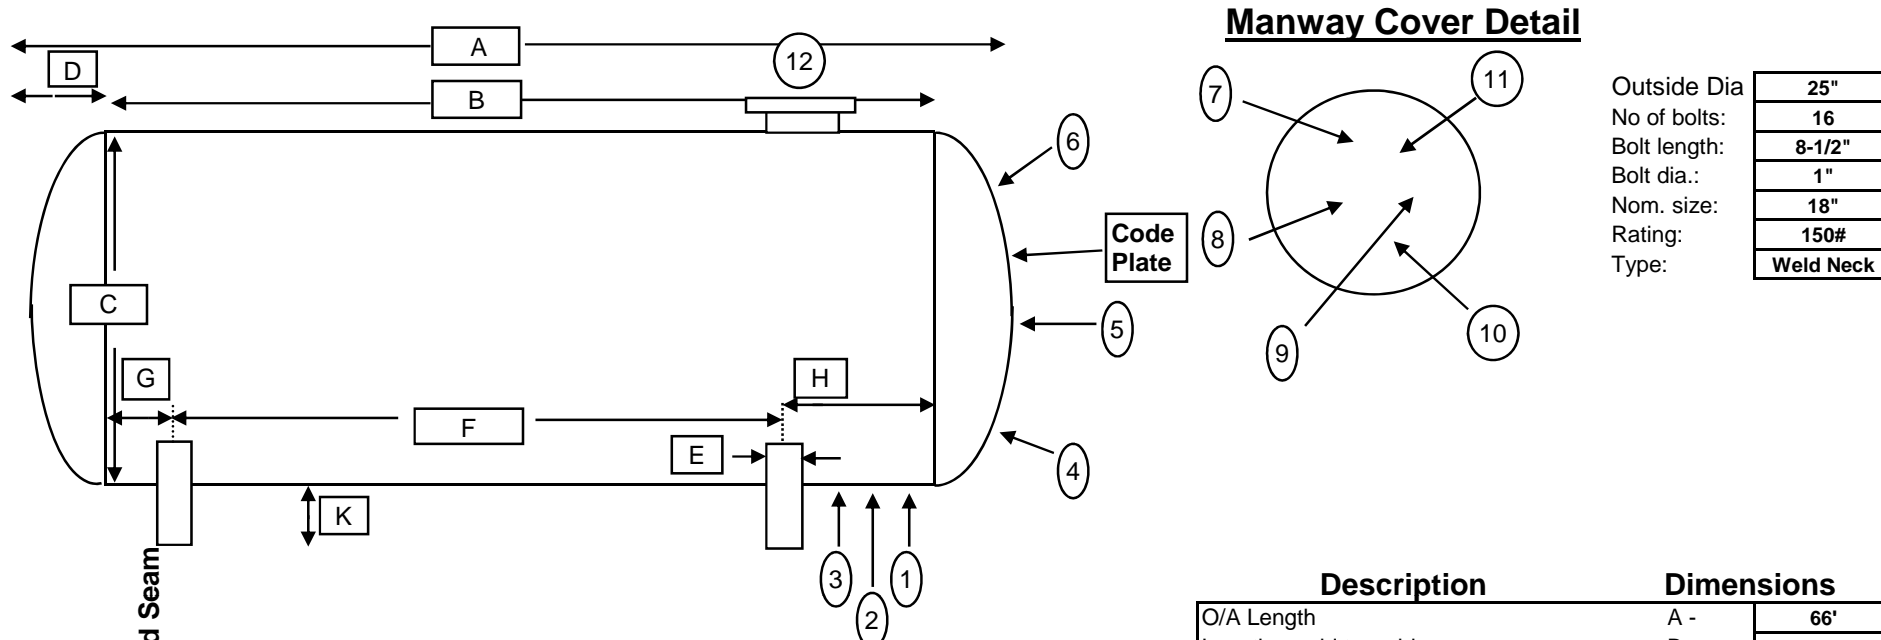 Manway Cover Detail
A
12
D
B
7
11
Outside Dia 25"
No of bolts: 16
Bolt length: 8-1/2"
Bolt dia.: 1"
Nom. size: 18"
Rating: 150#
Type: Weld Neck
6
Code
Plate
8
5
C
9
10
G
H
F
E
4
K
3
1
2
Seam
Description Dimensions
O/A Length A - 66'